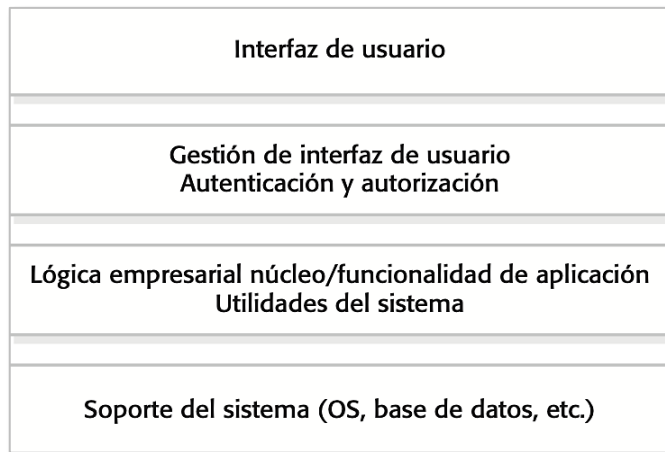 Interfaz de usuario
Gestión de interfaz de usuario
Autenticación y autorización
Lógica empresarial núcleo/funcionalidad de aplicación
Utilidades del sistema
Soporte del sistema (OS, base de datos, etc.)